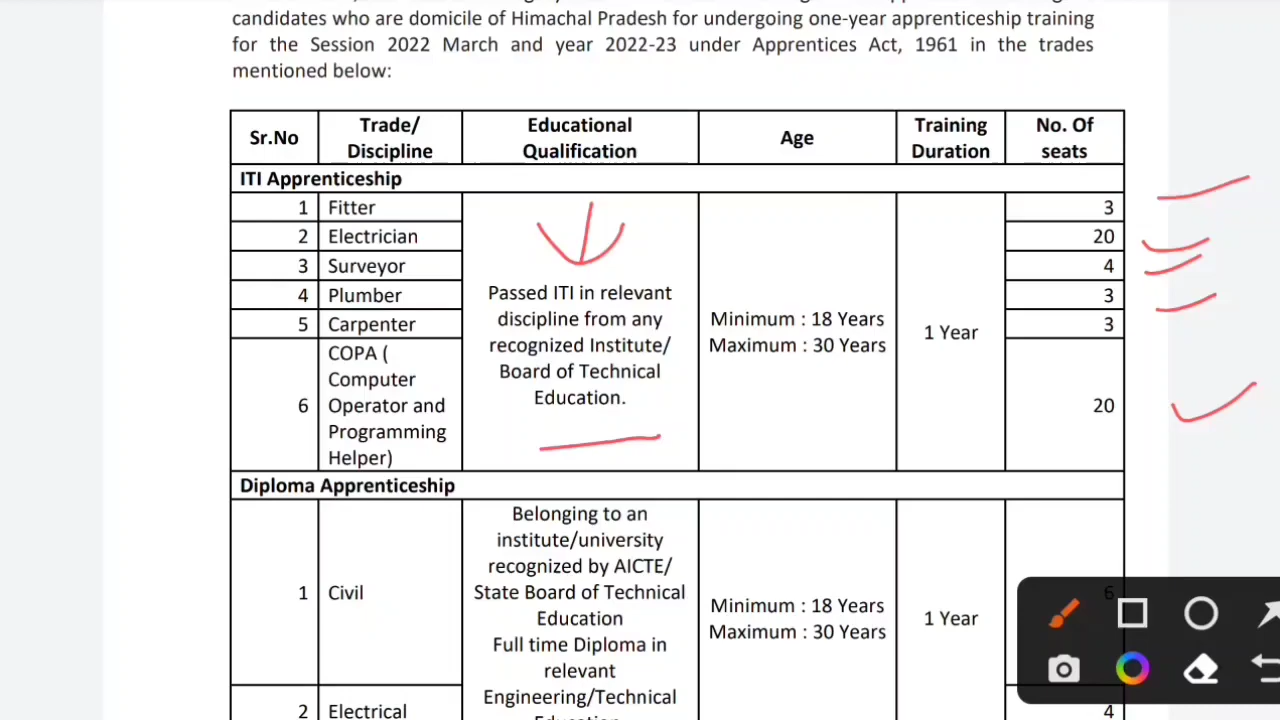 candidates who are domicile of Himachal Pradesh for undergoing one-year apprenticeship training
for the Session 2022 March and year 2022-23 under Apprentices Act, 1961 in the trades
mentioned below:
Sr.No Trade/ Discipline Educational Qualification Age Training Duration No. Of seats
ITI Apprenticeship
1 Fitter 3
2 Electrician 20
3 Surveyor 4
4 Plumber 3
5 Carpenter 3
6 COPA (
Computer
Operator and
Programming
Helper) 20
Passed ITI in relevant
discipline from any
recognized Institute/
Board of Technical
Education.
Minimum : 18 Years
Maximum : 30 Years
1 Year
Diploma Apprenticeship
1 Civil 6
Belonging to an
institute/university
recognized by AICTE/
State Board of Technical
Education
Full time Diploma in
relevant
Engineering/Technical
Minimum : 18 Years
Maximum : 30 Years
1 Year
2 Electrical 4